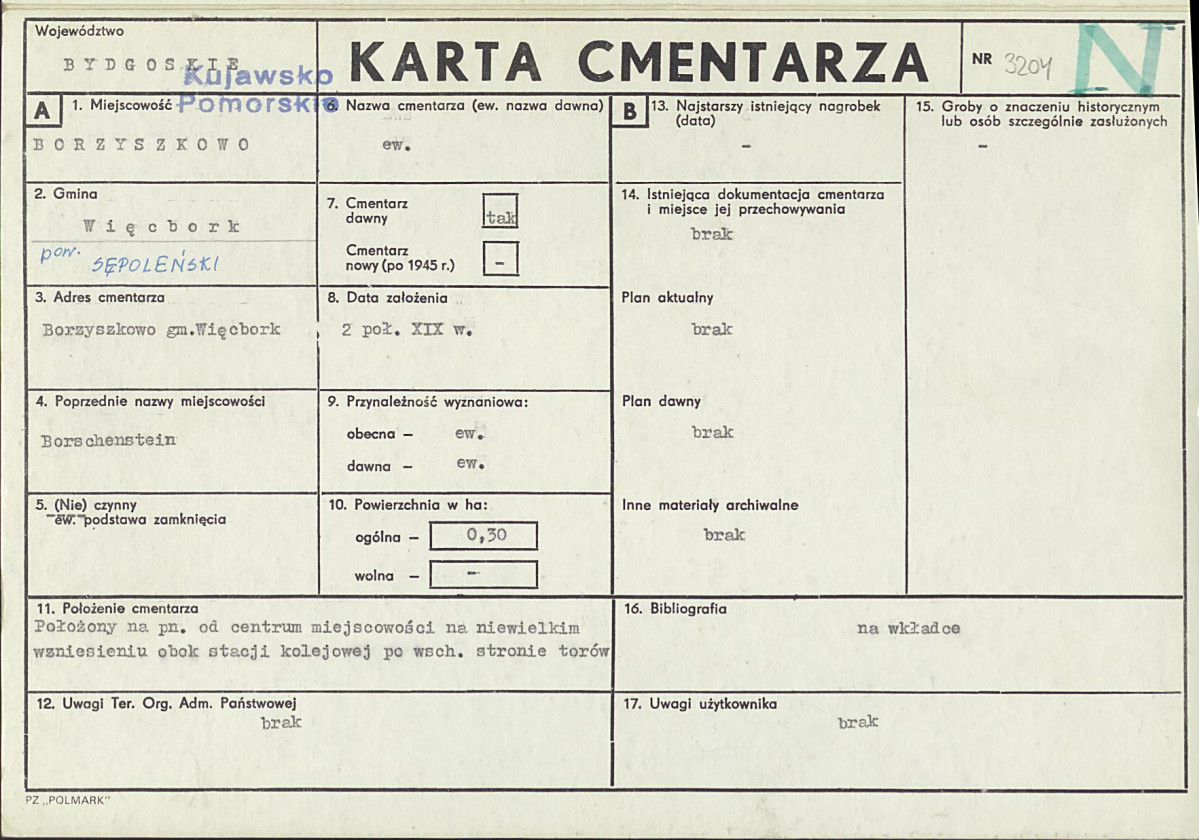 Województwo
BYDGOSKIE
Kujawsko
Pomorskie
KARTA CMENTARZA
NR 3204
N
A
1. Miejscowość
BORZYSZKOWO
2. Gmina
Więcbork
pow. SĘPOLEŃSKI
3. Adres cmentarza
Borzyszkowo gm.Więcbork
4. Poprzednie nazwy miejscowości
Borschenstein
5. (Nie) czynny
ew. podstawa zamknięcia
6. Nazwa cmentarza (ew. nazwa dawna)
ew.
7. Cmentarz
dawny
tak
Cmentarz
nowy (po 1945 r.)
-
8. Data założenia
2 poł. XIX w.
9. Przynależność wyznaniowa:
obecna – ew.
dawna – ew.
10. Powierzchnia w ha:
ogólna – 0,30
wolna – -
11. Położenie cmentarza
Położony na pn. od centrum miejscowości na niewielkim
wzniesieniu obok stacji kolejowej po wsch. stronie torów
12. Uwagi Ter. Org. Adm. Państwowej
brak
B
13. Najstarszy istniejący nagrobek
(data)
-
14. Istniejąca dokumentacja cmentarza
i miejsce jej przechowywania
brak
Plan aktualny
brak
Plan dawny
brak
Inne materiały archiwalne
brak
15. Groby o znaczeniu historycznym
lub osób szczególnie zasłużonych
-
16. Bibliografia
na wkładce
17. Uwagi użytkownika
brak
PZ „POLMARK"